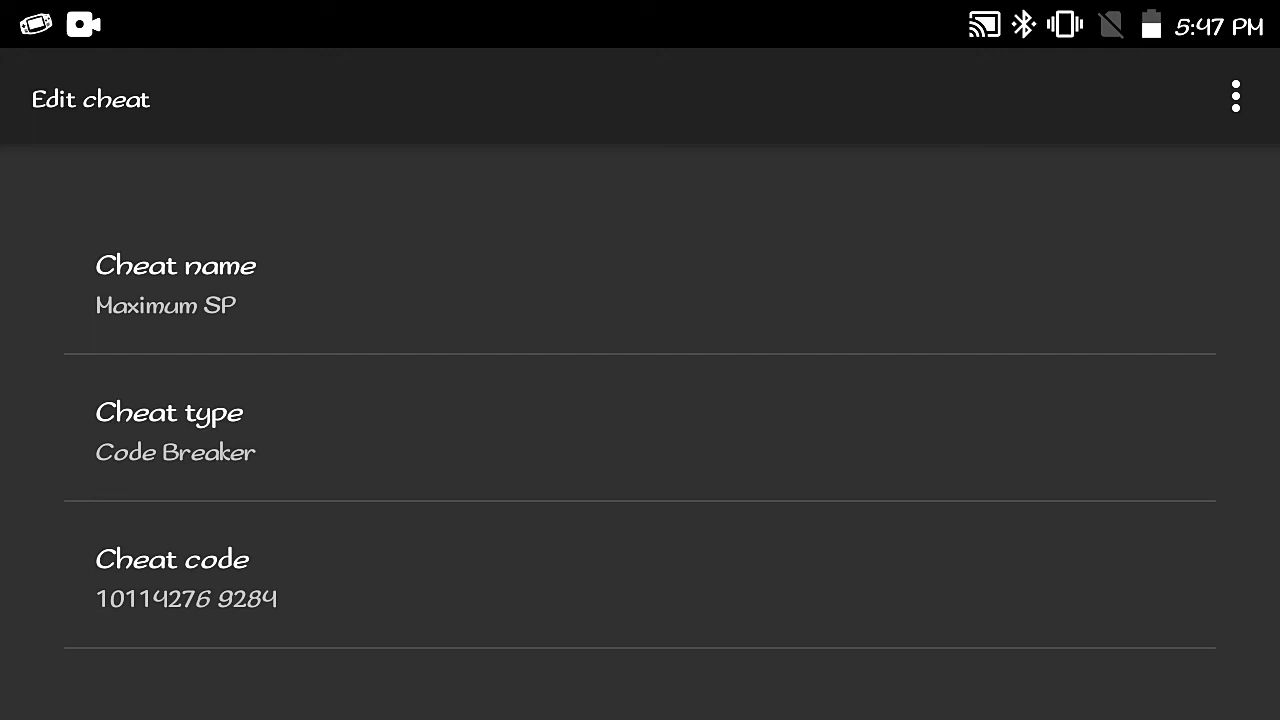 5:47 PM
Edit cheat
Cheat name
Maximum SP
Cheat type
Code Breaker
Cheat code
10114276 9284